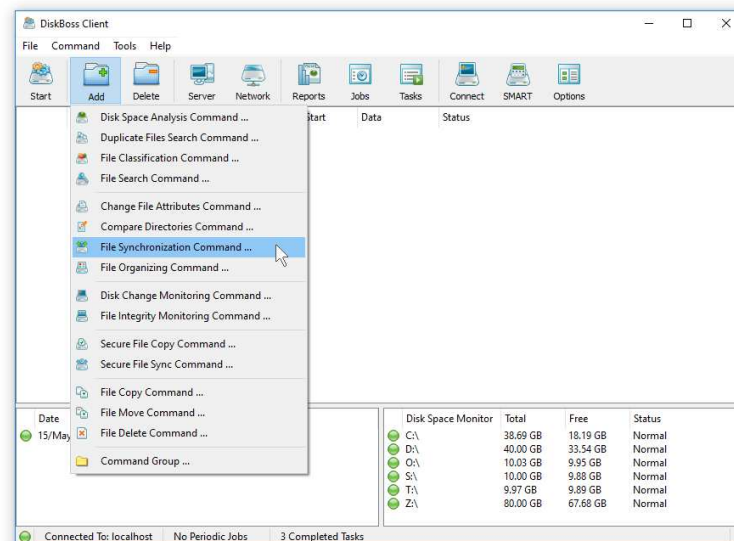 DiskBoss Client
File Command Tools Help
Start Add Delete Server Network Reports Jobs Tasks Connect SMART Options
Start Data Status
Disk Space Analysis Command ...
Duplicate Files Search Command ...
File Classification Command ...
File Search Command ...
Change File Attributes Command ...
Compare Directories Command ...
File Synchronization Command ...
File Organizing Command ...
Disk Change Monitoring Command ...
File Integrity Monitoring Command ...
Secure File Copy Command ...
Secure File Sync Command ...
File Copy Command ...
File Move Command ...
File Delete Command ...
Command Group ...
Date
15/May
Disk Space Monitor Total Free Status
C:\ 38.69 GB 18.19 GB Normal
D:\ 40.00 GB 33.54 GB Normal
O:\ 10.03 GB 9.95 GB Normal
S:\ 10.00 GB 9.88 GB Normal
T:\ 9.97 GB 9.89 GB Normal
Z:\ 80.00 GB 67.68 GB Normal
Connected To: localhost No Periodic Jobs 3 Completed Tasks